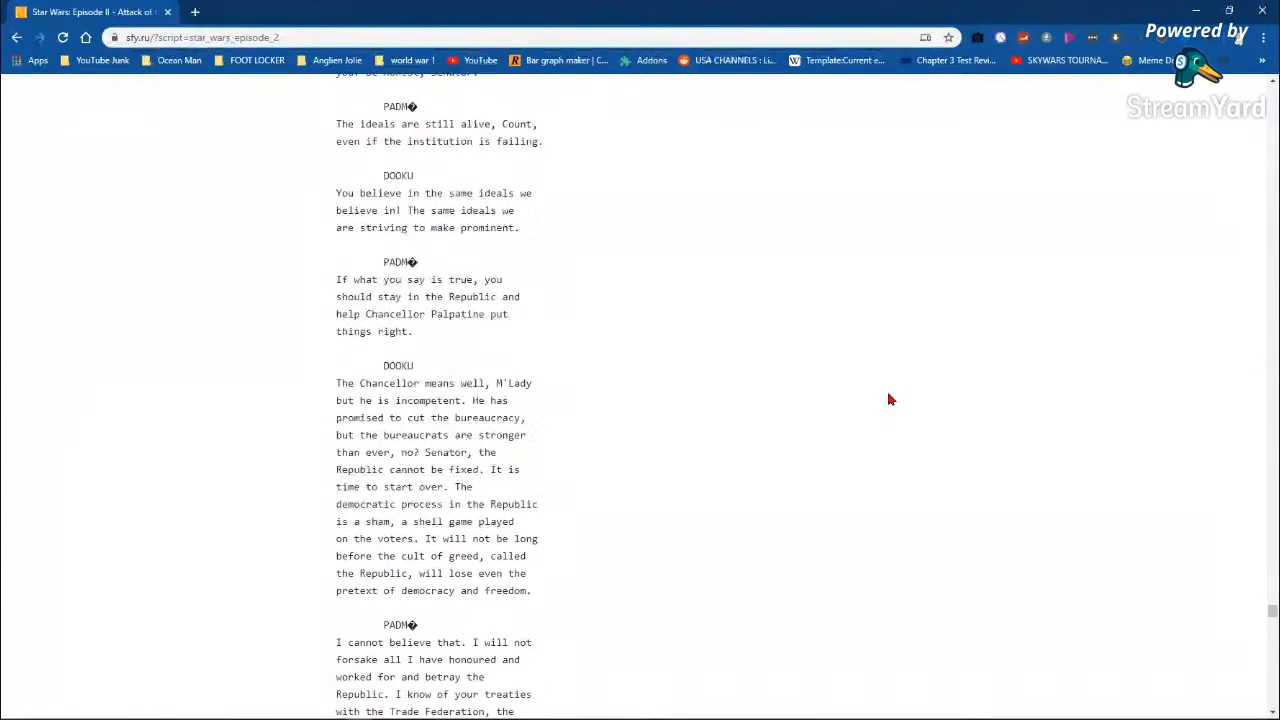 Star Wars: Episode II - Attack of
Powered by
sfy.ru/?script=star_wars_episode_2
Apps YouTube Junk Ocean Man FOOT LOCKER Anglien Jolie world war 1 YouTube Bar graph maker | C... Addons USA CHANNELS : Li... Template:Current e... Chapter 3 Test Revi... SKYWARS TOURNA... Meme De
StreamYard
PADM�
The ideals are still alive, Count,
even if the institution is failing.
DOOKU
You believe in the same ideals we
believe in! The same ideals we
are striving to make prominent.
PADM�
If what you say is true, you
should stay in the Republic and
help Chancellor Palpatine put
things right.
DOOKU
The Chancellor means well, M'Lady
but he is incompetent. He has
promised to cut the bureaucracy,
but the bureaucrats are stronger
than ever, no? Senator, the
Republic cannot be fixed. It is
time to start over. The
democratic process in the Republic
is a sham, a shell game played
on the voters. It will not be long
before the cult of greed, called
the Republic, will lose even the
pretext of democracy and freedom.
PADM�
I cannot believe that. I will not
forsake all I have honoured and
worked for and betray the
Republic. I know of your treaties
with the Trade Federation, the